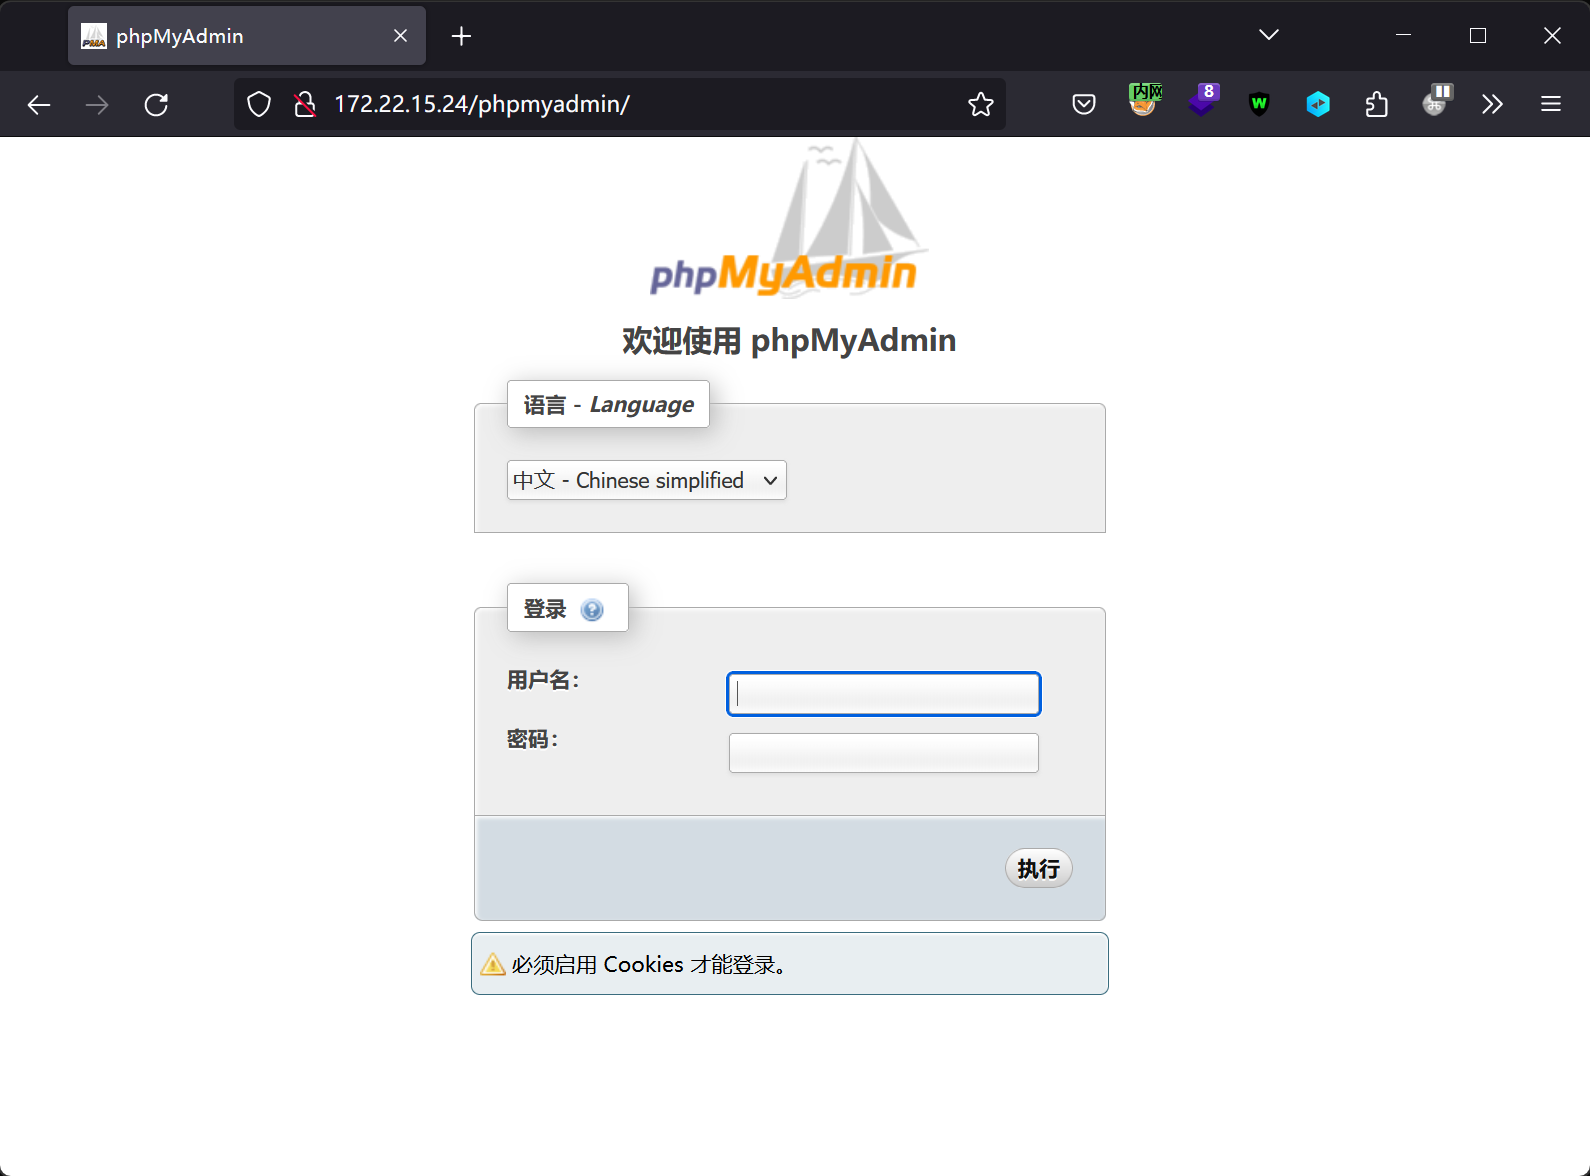 phpMyAdmin
172.22.15.24/phpmyadmin/
内网
8
W
phpMyAdmin
欢迎使用 phpMyAdmin
语言 - Language
中文 - Chinese simplified
登录
用户名：
密码：
执行
必须启用 Cookies 才能登录。